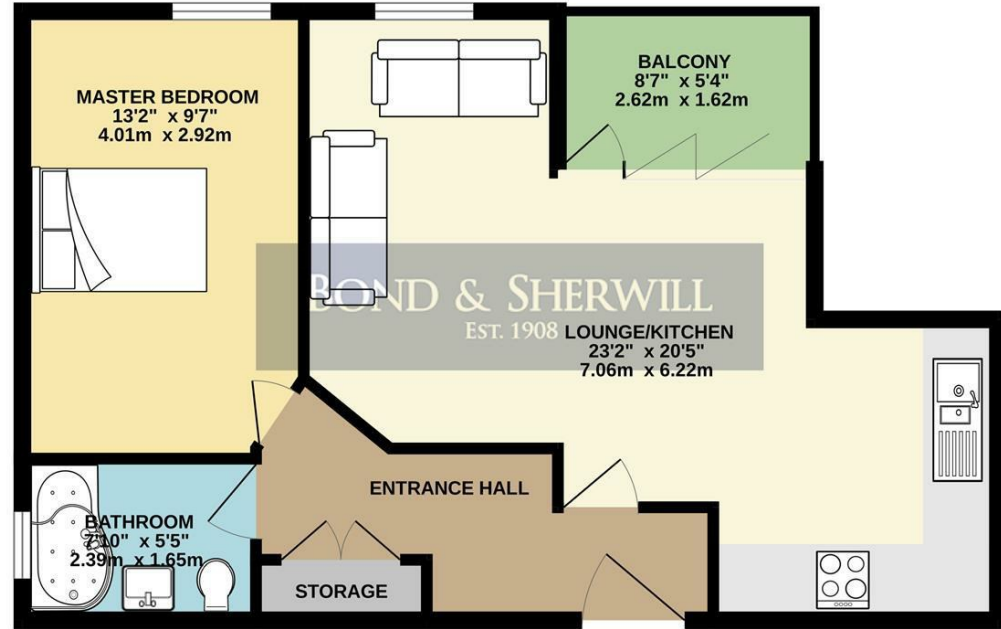 BALCONY
8'7" x 5'4"
2.62m x 1.62m
MASTER BEDROOM
13'2" x 9'7"
4.01m x 2.92m
BOND & SHERWILL
EST. 1908
LOUNGE/KITCHEN
23'2" x 20'5"
7.06m x 6.22m
ENTRANCE HALL
BATHROOM
7'10" x 5'5"
2.39m x 1.65m
STORAGE